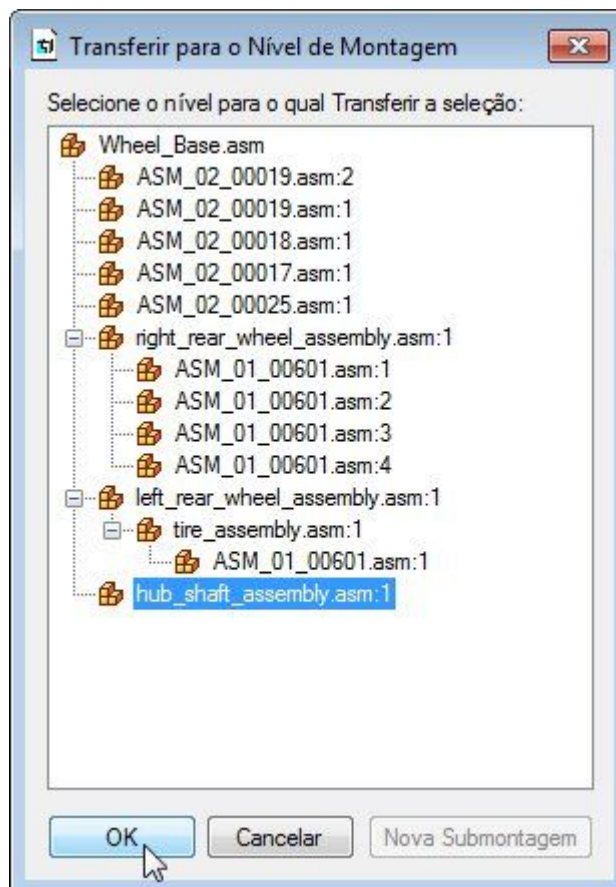 Transferir para o Nível de Montagem
Selecione o nível para o qual Transferir a seleção:
Wheel_Base.asm
ASM_02_00019.asm:2
ASM_02_00019.asm:1
ASM_02_00018.asm:1
ASM_02_00017.asm:1
ASM_02_00025.asm:1
right_rear_wheel_assembly.asm:1
ASM_01_00601.asm:1
ASM_01_00601.asm:2
ASM_01_00601.asm:3
ASM_01_00601.asm:4
left_rear_wheel_assembly.asm:1
tire_assembly.asm:1
ASM_01_00601.asm:1
hub_shaft_assembly.asm:1
OK Cancelar Nova Submontagem